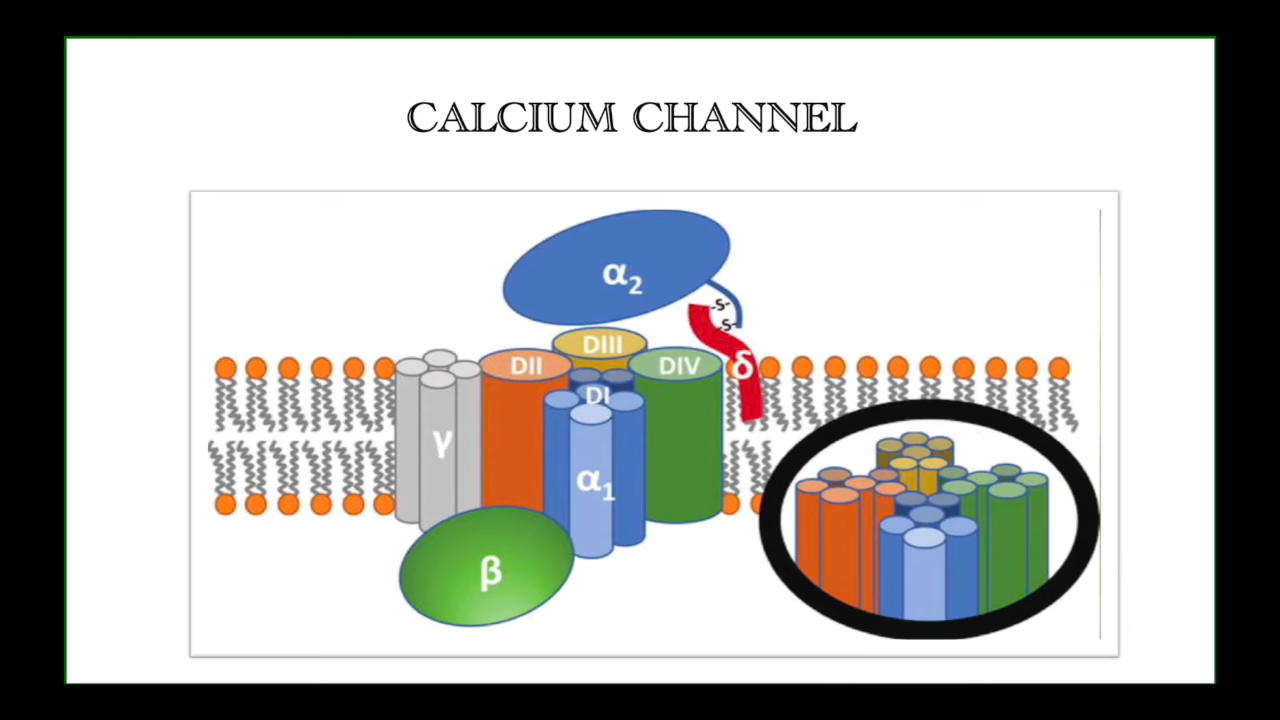 CALCIUM CHANNEL
α₂
-S-
-S-
DIII
DII
DIV
δ
DI
γ
α₁
β